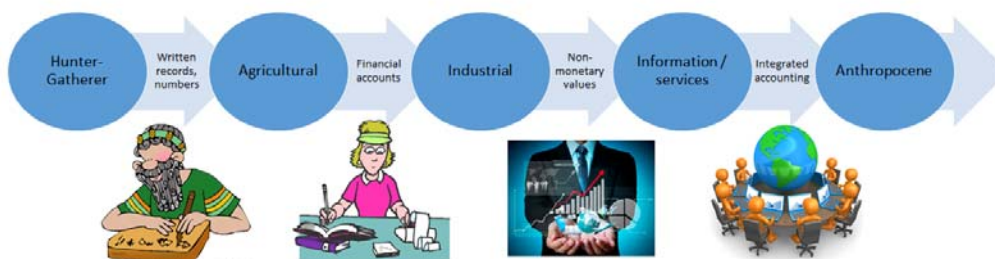 Hunter-
Gatherer
Written
records,
numbers
Agricultural
Financial
accounts
Industrial
Non-
monetary
values
Information /
services
Integrated
accounting
Anthropocene